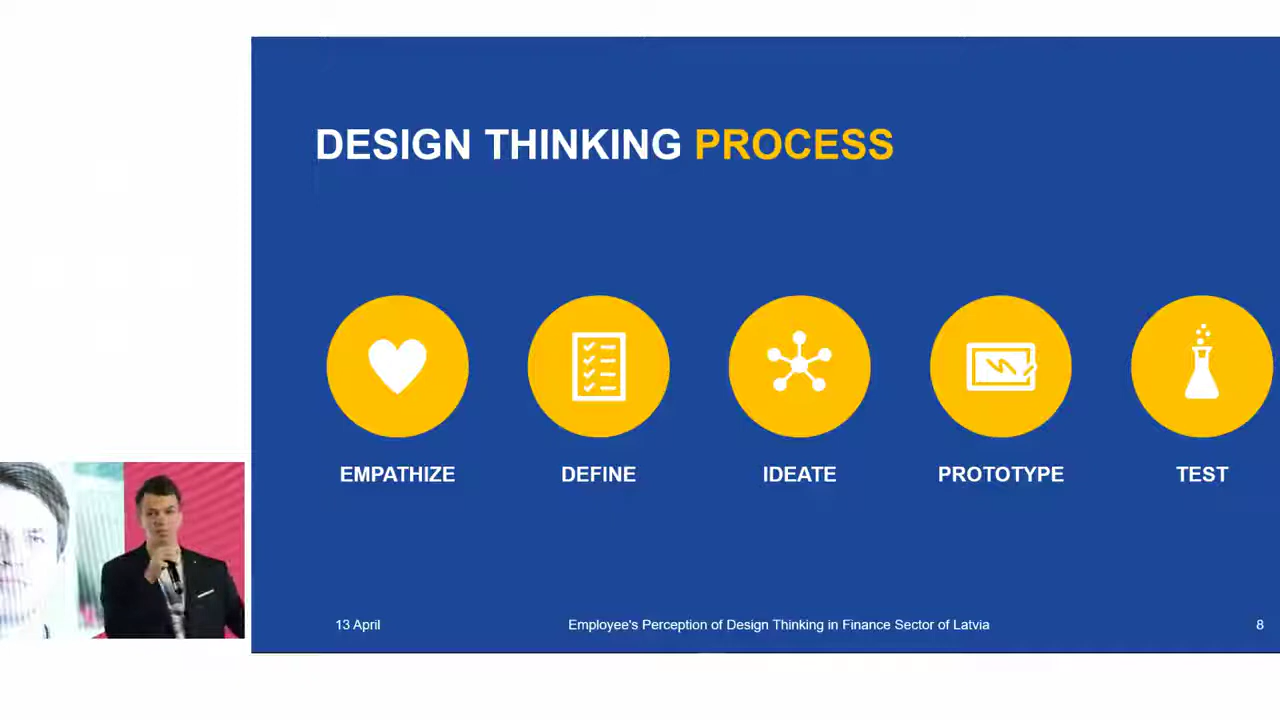 DESIGN THINKING PROCESS
EMPATHIZE
DEFINE
IDEATE
PROTOTYPE
TEST
13 April
Employee's Perception of Design Thinking in Finance Sector of Latvia
8